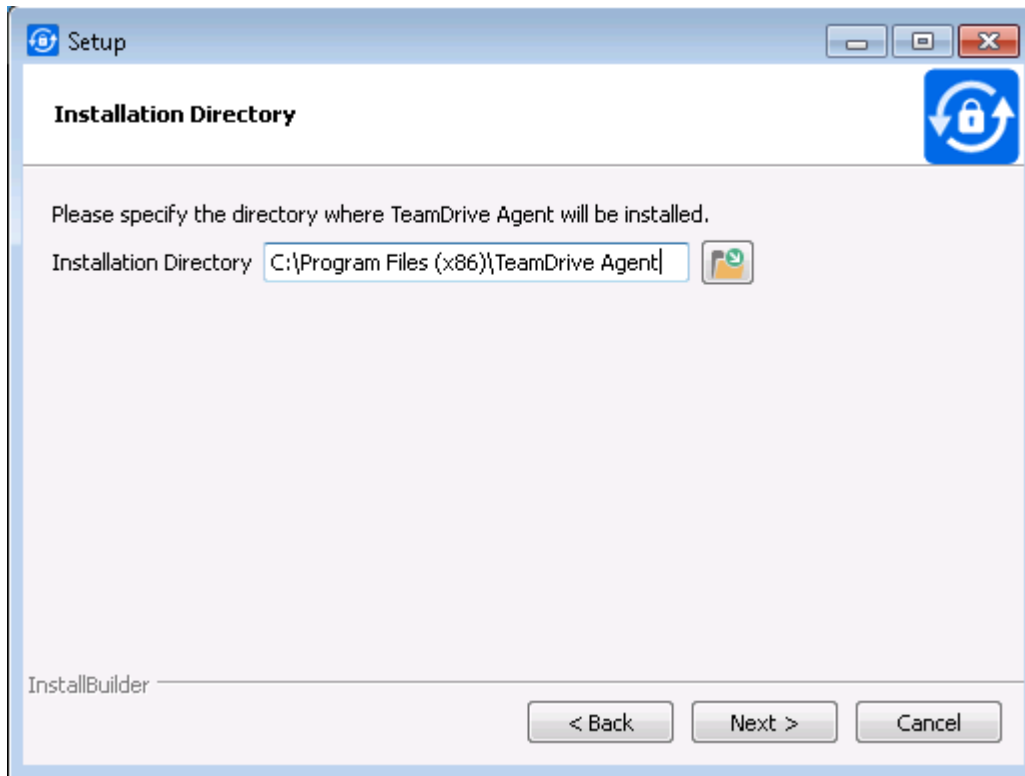 Setup
Installation Directory
Please specify the directory where TeamDrive Agent will be installed.
Installation Directory C:\Program Files (x86)\TeamDrive Agent
InstallBuilder
< Back Next > Cancel